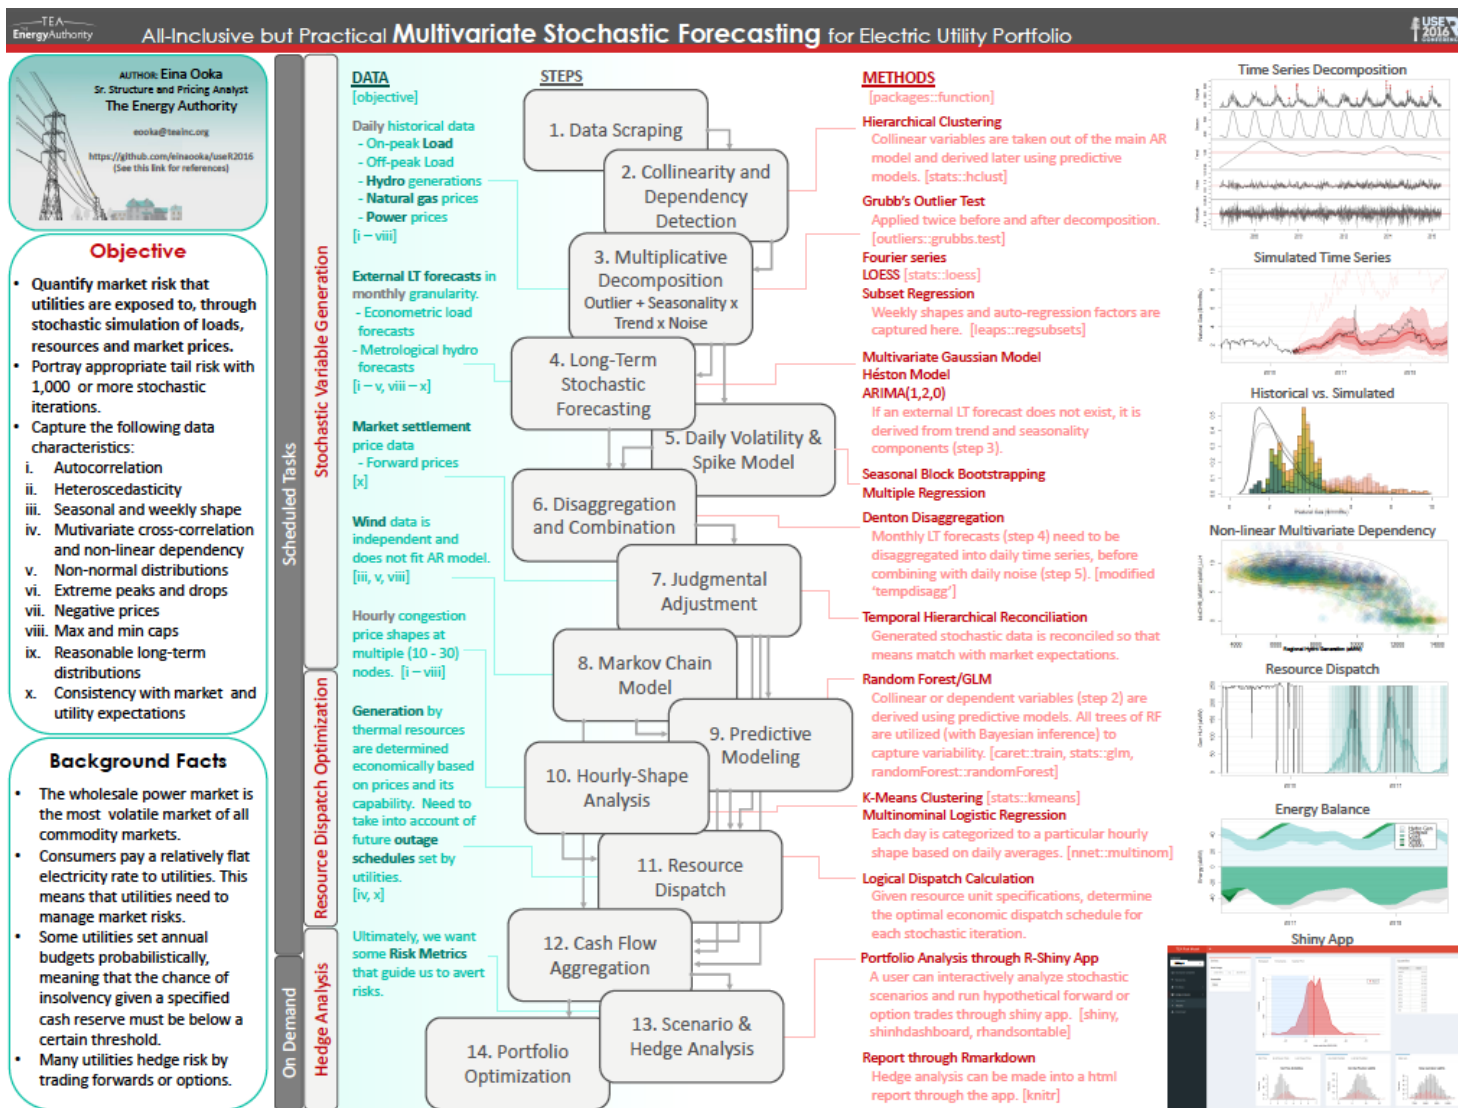 TEA
The EnergyAuthority
All-Inclusive but Practical Multivariate Stochastic Forecasting for Electric Utility Portfolio
USE R
2016
CONFERENCE
AUTHOR: Eina Ooka
Sr. Structure and Pricing Analyst
The Energy Authority
eooka@teainc.org
https://github.com/einaooka/useR2016
(See this link for references)
Objective
• Quantify market risk that
utilities are exposed to, through
stochastic simulation of loads,
resources and market prices.
• Portray appropriate tail risk with
1,000 or more stochastic
iterations.
• Capture the following data
characteristics:
i. Autocorrelation
ii. Heteroscedasticity
iii. Seasonal and weekly shape
iv. Mutivariate cross-correlation
and non-linear dependency
v. Non-normal distributions
vi. Extreme peaks and drops
vii. Negative prices
viii. Max and min caps
ix. Reasonable long-term
distributions
x. Consistency with market and
utility expectations
Background Facts
• The wholesale power market is
the most volatile market of all
commodity markets.
• Consumers pay a relatively flat
electricity rate to utilities. This
means that utilities need to
manage market risks.
• Some utilities set annual
budgets probabilistically,
meaning that the chance of
insolvency given a specified
cash reserve must be below a
certain threshold.
• Many utilities hedge risk by
trading forwards or options.
Scheduled Tasks
On Demand
Stochastic Variable Generation
Resource Dispatch Optimization
Hedge Analysis
DATA
[objective]
Daily historical data
- On-peak Load
- Off-peak Load
- Hydro generations
- Natural gas prices
- Power prices
[i – viii]
External LT forecasts in
monthly granularity.
- Econometric load
forecasts
- Metrological hydro
forecasts
[i – v, viii – x]
Market settlement
price data
- Forward prices
[x]
Wind data is
independent and
does not fit AR model.
[iii, v, viii]
Hourly congestion
price shapes at
multiple (10 - 30)
nodes. [i – viii]
Generation by
thermal resources
are determined
economically based
on prices and its
capability. Need to
take into account of
future outage
schedules set by
utilities.
[iv, x]
Ultimately, we want
some Risk Metrics
that guide us to avert
risks.
STEPS
1. Data Scraping
2. Collinearity and
Dependency
Detection
3. Multiplicative
Decomposition
Outlier + Seasonality x
Trend x Noise
4. Long-Term
Stochastic
Forecasting
5. Daily Volatility &
Spike Model
6. Disaggregation
and Combination
7. Judgmental
Adjustment
8. Markov Chain
Model
9. Predictive
Modeling
10. Hourly-Shape
Analysis
11. Resource
Dispatch
12. Cash Flow
Aggregation
13. Scenario &
Hedge Analysis
14. Portfolio
Optimization
METHODS
[packages::function]
Hierarchical Clustering
Collinear variables are taken out of the main AR
model and derived later using predictive
models. [stats::hclust]
Grubb's Outlier Test
Applied twice before and after decomposition.
[outliers::grubbs.test]
Fourier series
LOESS [stats::loess]
Subset Regression
Weekly shapes and auto-regression factors are
captured here. [leaps::regsubsets]
Multivariate Gaussian Model
Héston Model
ARIMA(1,2,0)
If an external LT forecast does not exist, it is
derived from trend and seasonality
components (step 3).
Seasonal Block Bootstrapping
Multiple Regression
Denton Disaggregation
Monthly LT forecasts (step 4) need to be
disaggregated into daily time series, before
combining with daily noise (step 5). [modified
'tempdisagg']
Temporal Hierarchical Reconciliation
Generated stochastic data is reconciled so that
means match with market expectations.
Random Forest/GLM
Collinear or dependent variables (step 2) are
derived using predictive models. All trees of RF
are utilized (with Bayesian inference) to
capture variability. [caret::train, stats::glm,
randomForest::randomForest]
K-Means Clustering [stats::kmeans]
Multinominal Logistic Regression
Each day is categorized to a particular hourly
shape based on daily averages. [nnet::multinom]
Logical Dispatch Calculation
Given resource unit specifications, determine
the optimal economic dispatch schedule for
each stochastic iteration.
Portfolio Analysis through R-Shiny App
A user can interactively analyze stochastic
scenarios and run hypothetical forward or
option trades through shiny app. [shiny,
shinhdashboard, rhandsontable]
Report through Rmarkdown
Hedge analysis can be made into a html
report through the app. [knitr]
Time Series Decomposition
Simulated Time Series
Historical vs. Simulated
Non-linear Multivariate Dependency
Regional Hydro Generation (aMW)
Resource Dispatch
Energy Balance
Energy (aMW)
Shiny App